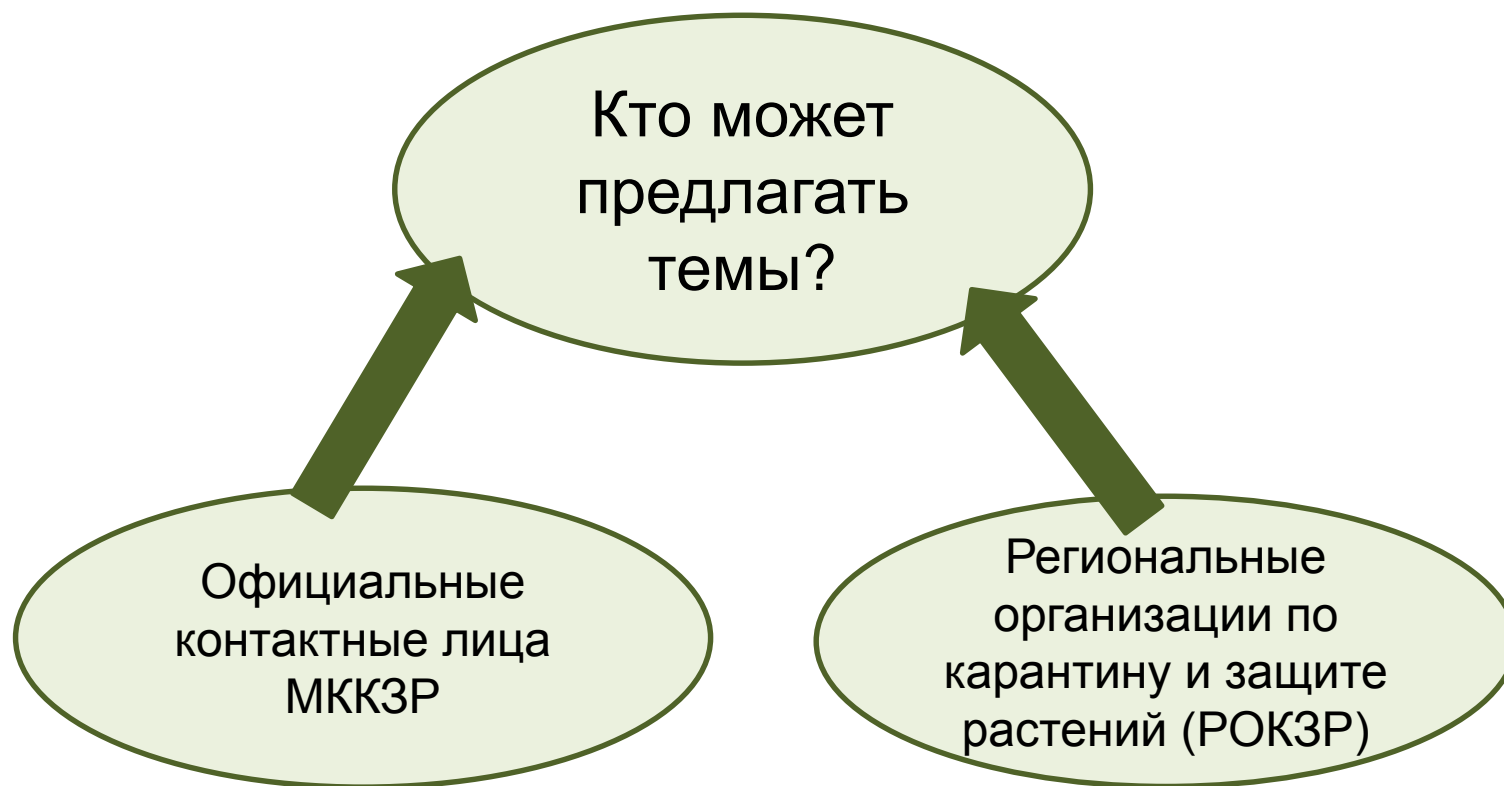 Кто может
предлагать
темы?
Официальные
контактные лица
МККЗР
Региональные
организации по
карантину и защите
растений (РОКЗР)